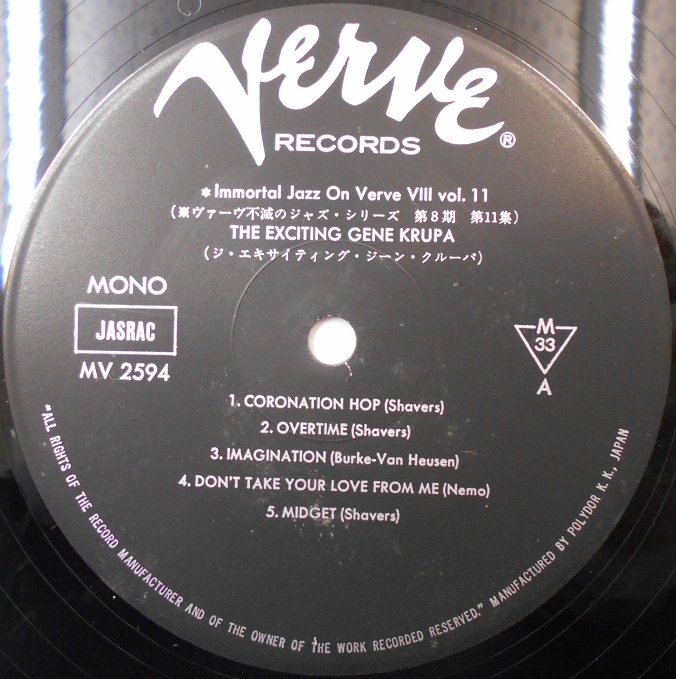 Verve
RECORDS ®
*Immortal Jazz On Verve VIII vol. 11
(※ヴァーヴ不滅のジャズ・シリーズ 第8期 第11集)
THE EXCITING GENE KRUPA
(ジ・エキサイティング・ジーン・クルーパ)
MONO
JASRAC
MV 2594
M
33
A
1. CORONATION HOP (Shavers)
2. OVERTIME (Shavers)
3. IMAGINATION (Burke-Van Heusen)
4. DON'T TAKE YOUR LOVE FROM ME (Nemo)
5. MIDGET (Shavers)
"ALL RIGHTS OF THE RECORD MANUFACTURER AND OF THE OWNER OF THE WORK RECORDED RESERVED." MANUFACTURED BY POLYDOR K. K., JAPAN